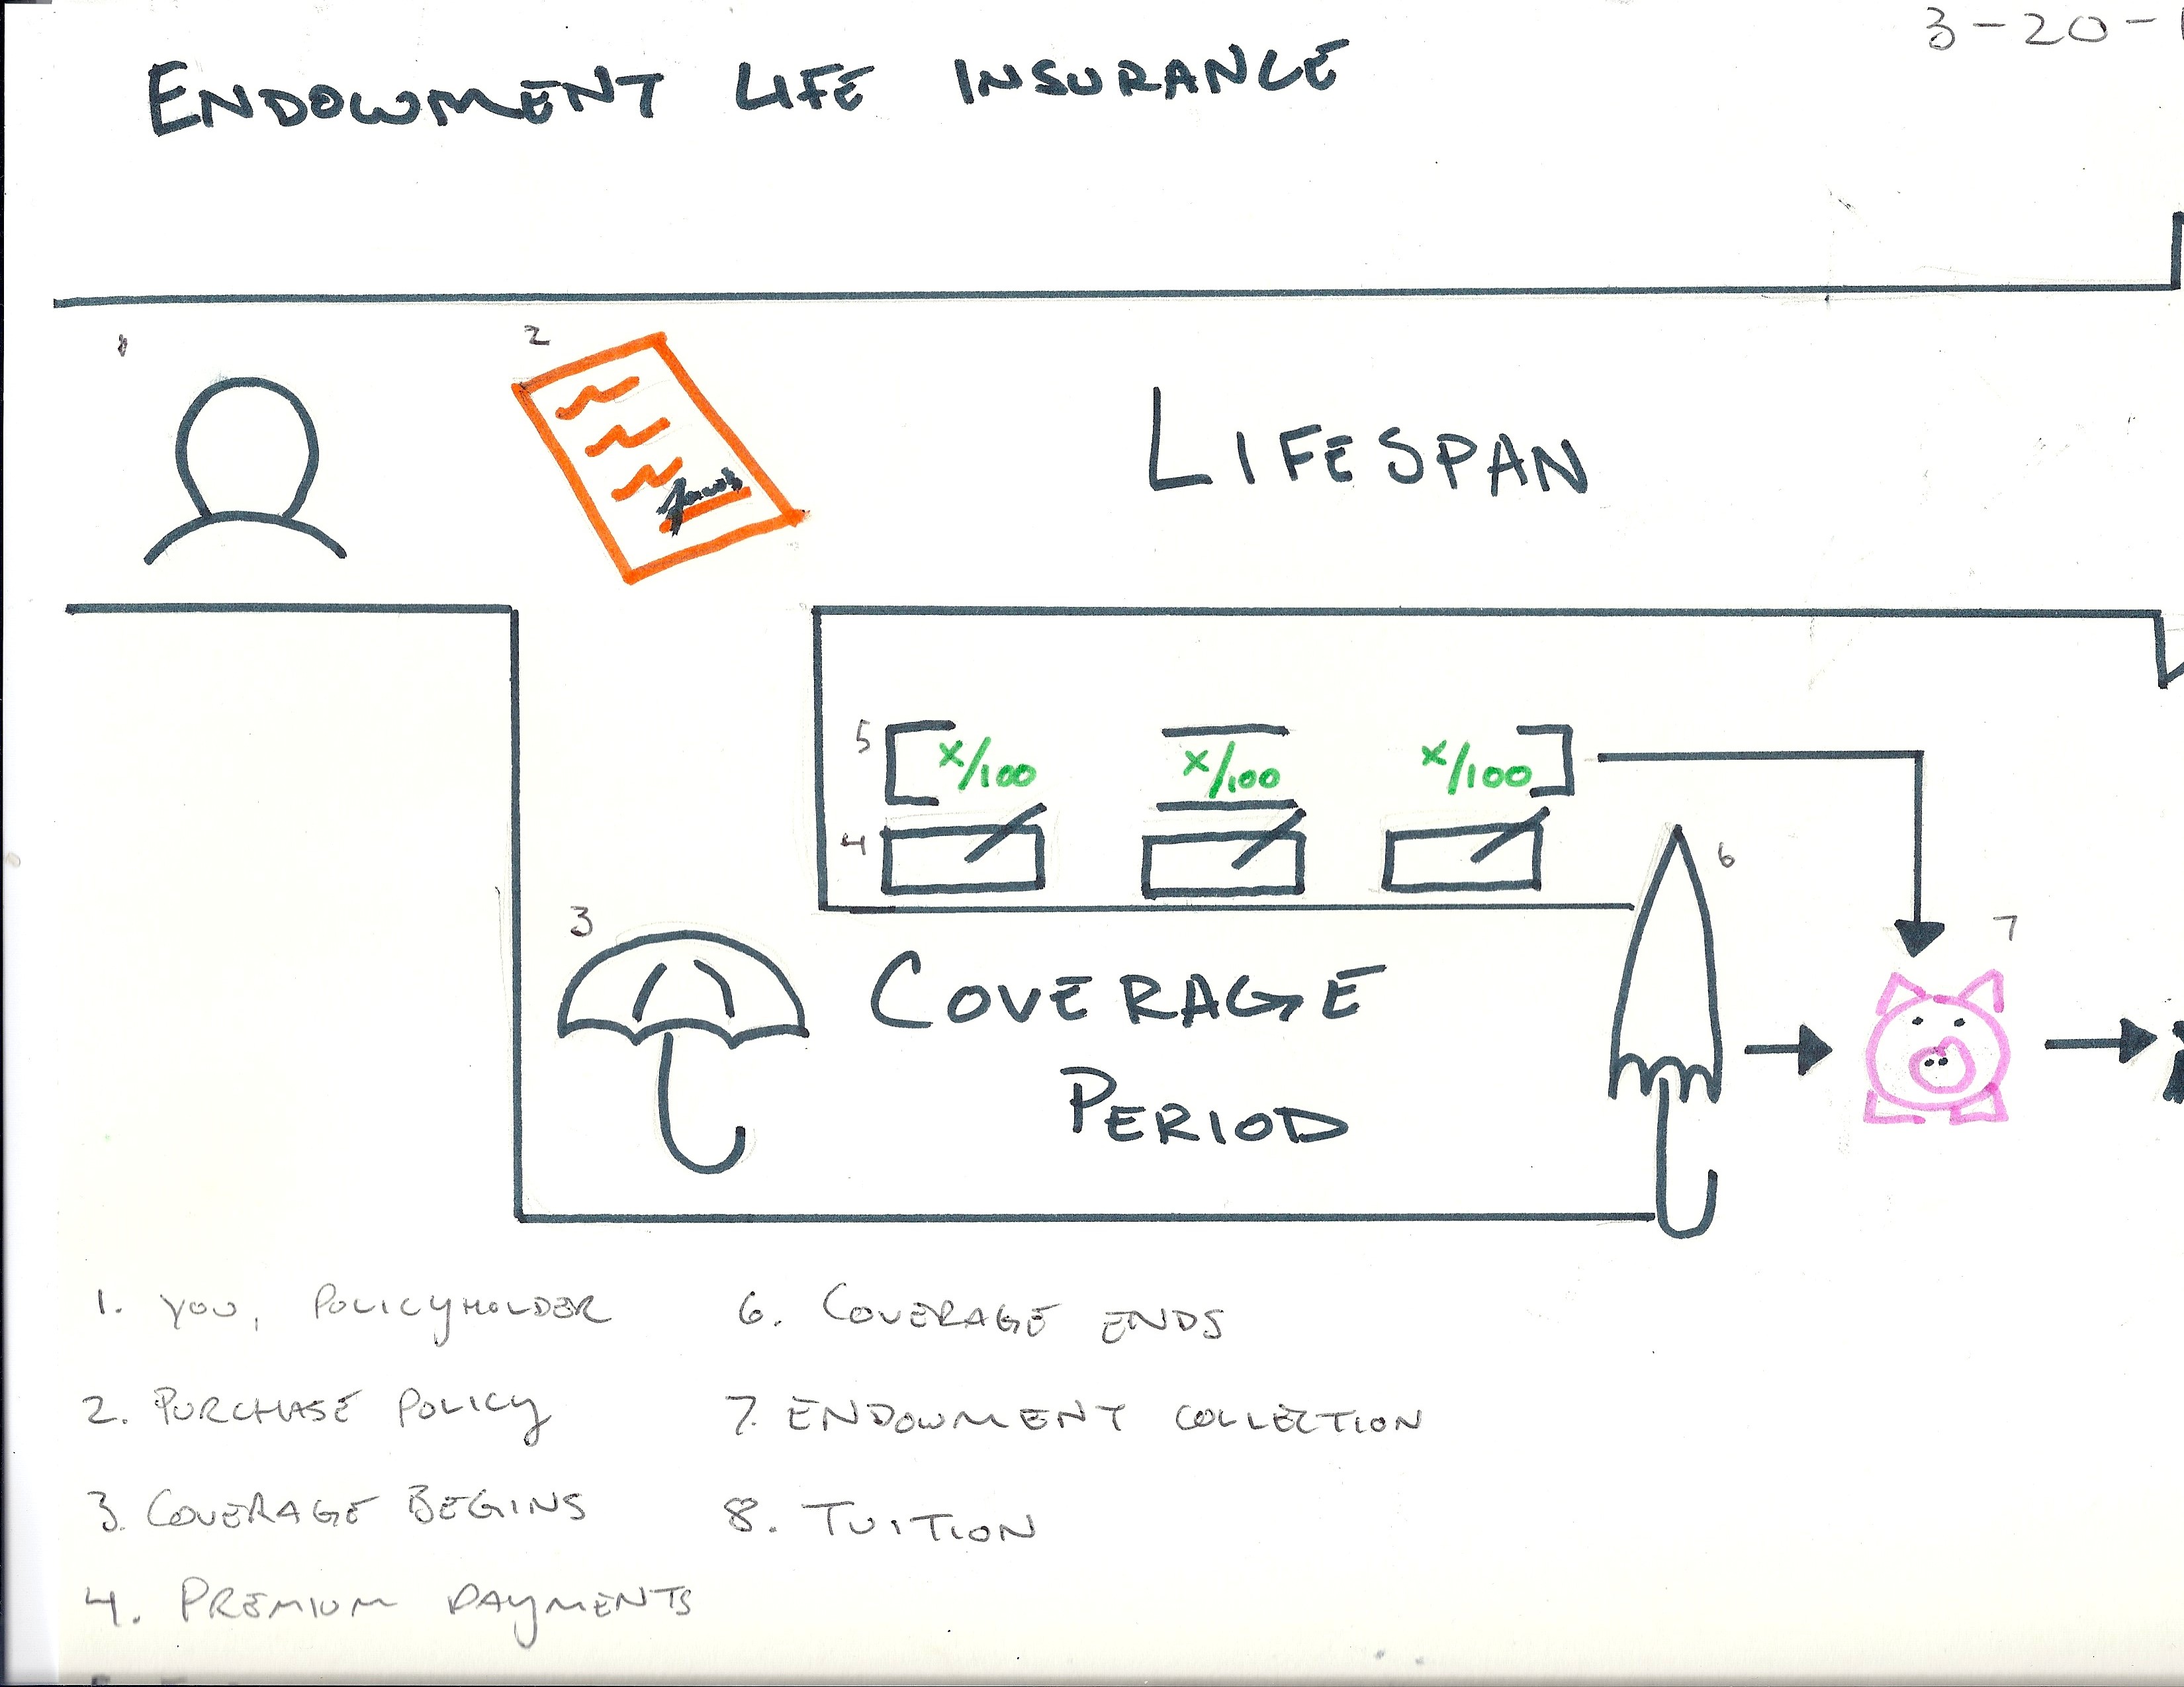 3-20-
ENDOWMENT LIFE INSURANCE
1
2
LIFESPAN
5
X/100 X/100 X/100
4
6
3
7
COVERAGE
PERIOD
1. YOU, POLICYHOLDER
2. PURCHASE POLICY
3. COVERAGE BEGINS
4. PREMIUM PAYMENTS
6. COVERAGE ENDS
7. ENDOWMENT COLLECTION
8. TUITION